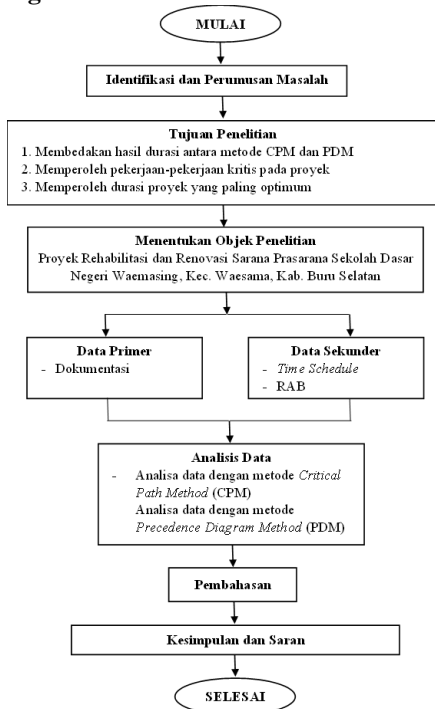 MULAI
Identifikasi dan Perumusan Masalah
Tujuan Penelitian
1. Membedakan hasil durasi antara metode CPM dan PDM
2. Memperoleh pekerjaan-pekerjaan kritis pada proyek
3. Memperoleh durasi proyek yang paling optimum
Menentukan Objek Penelitian
Proyek Rehabilitasi dan Renovasi Sarana Prasarana Sekolah Dasar
Negeri Waemasing, Kec. Waesama, Kab. Buru Selatan
Data Primer
- Dokumentasi
Data Sekunder
- Time Schedule
- RAB
Analisis Data
- Analisa data dengan metode Critical
Path Method (CPM)
Analisa data dengan metode
Precedence Diagram Method (PDM)
Pembahasan
Kesimpulan dan Saran
SELESAI